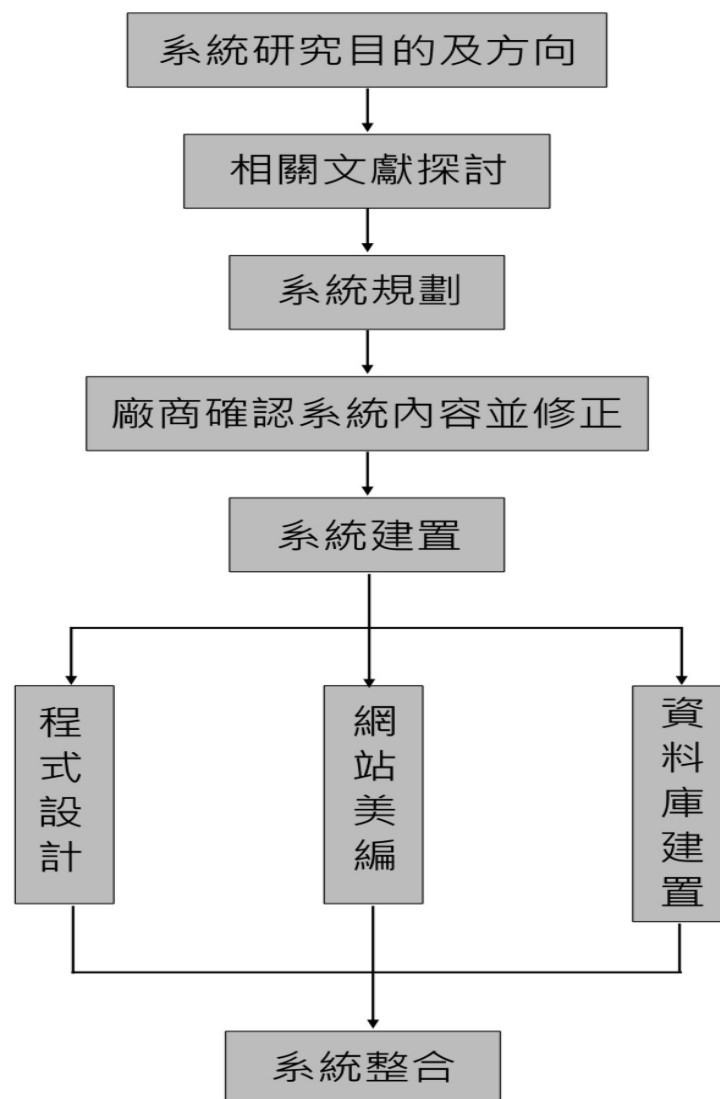 系統研究目的及方向
相關文獻探討
系統規劃
廠商確認系統內容並修正
系統建置
程式設計
網站美編
資料庫建置
系統整合